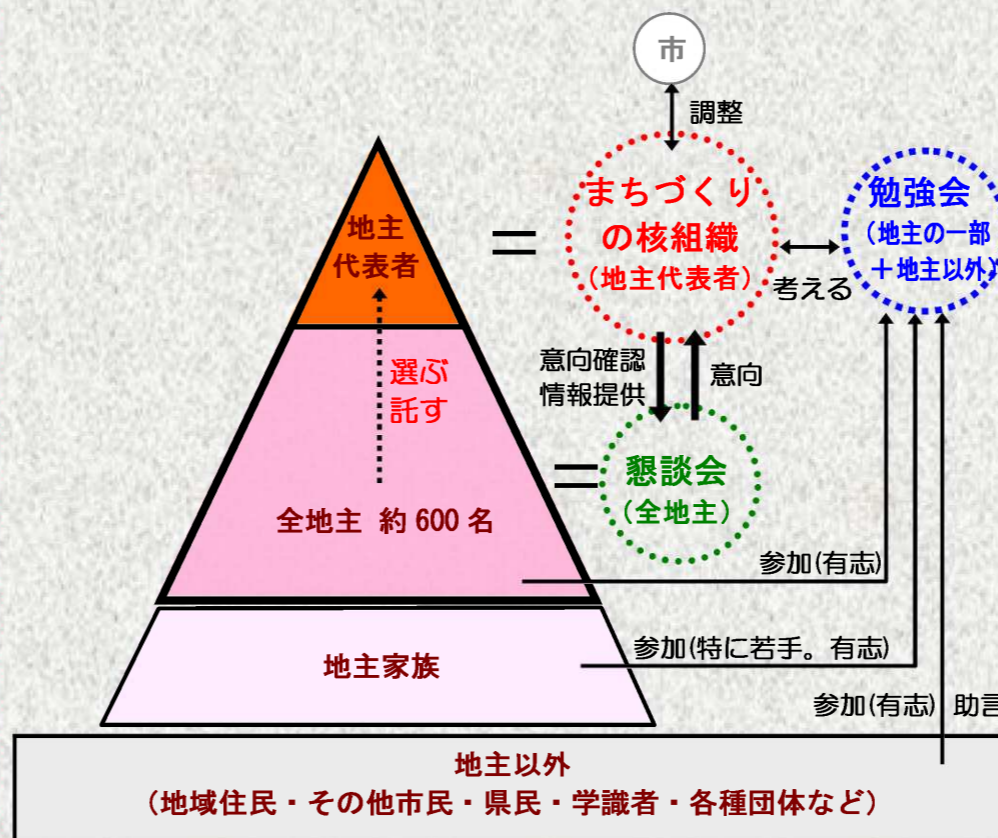 市
調整
まちづくり
の核組織
(地主代表者)
勉強会
(地主の一部
+地主以外)
考える
地主
代表者
=
選ぶ
託す
意向確認
情報提供
意向
全地主 約600名
=
懇談会
(全地主)
参加(有志)
地主家族
参加(特に若手。有志)
参加(有志) 助言
地主以外
(地域住民・その他市民・県民・学識者・各種団体など)